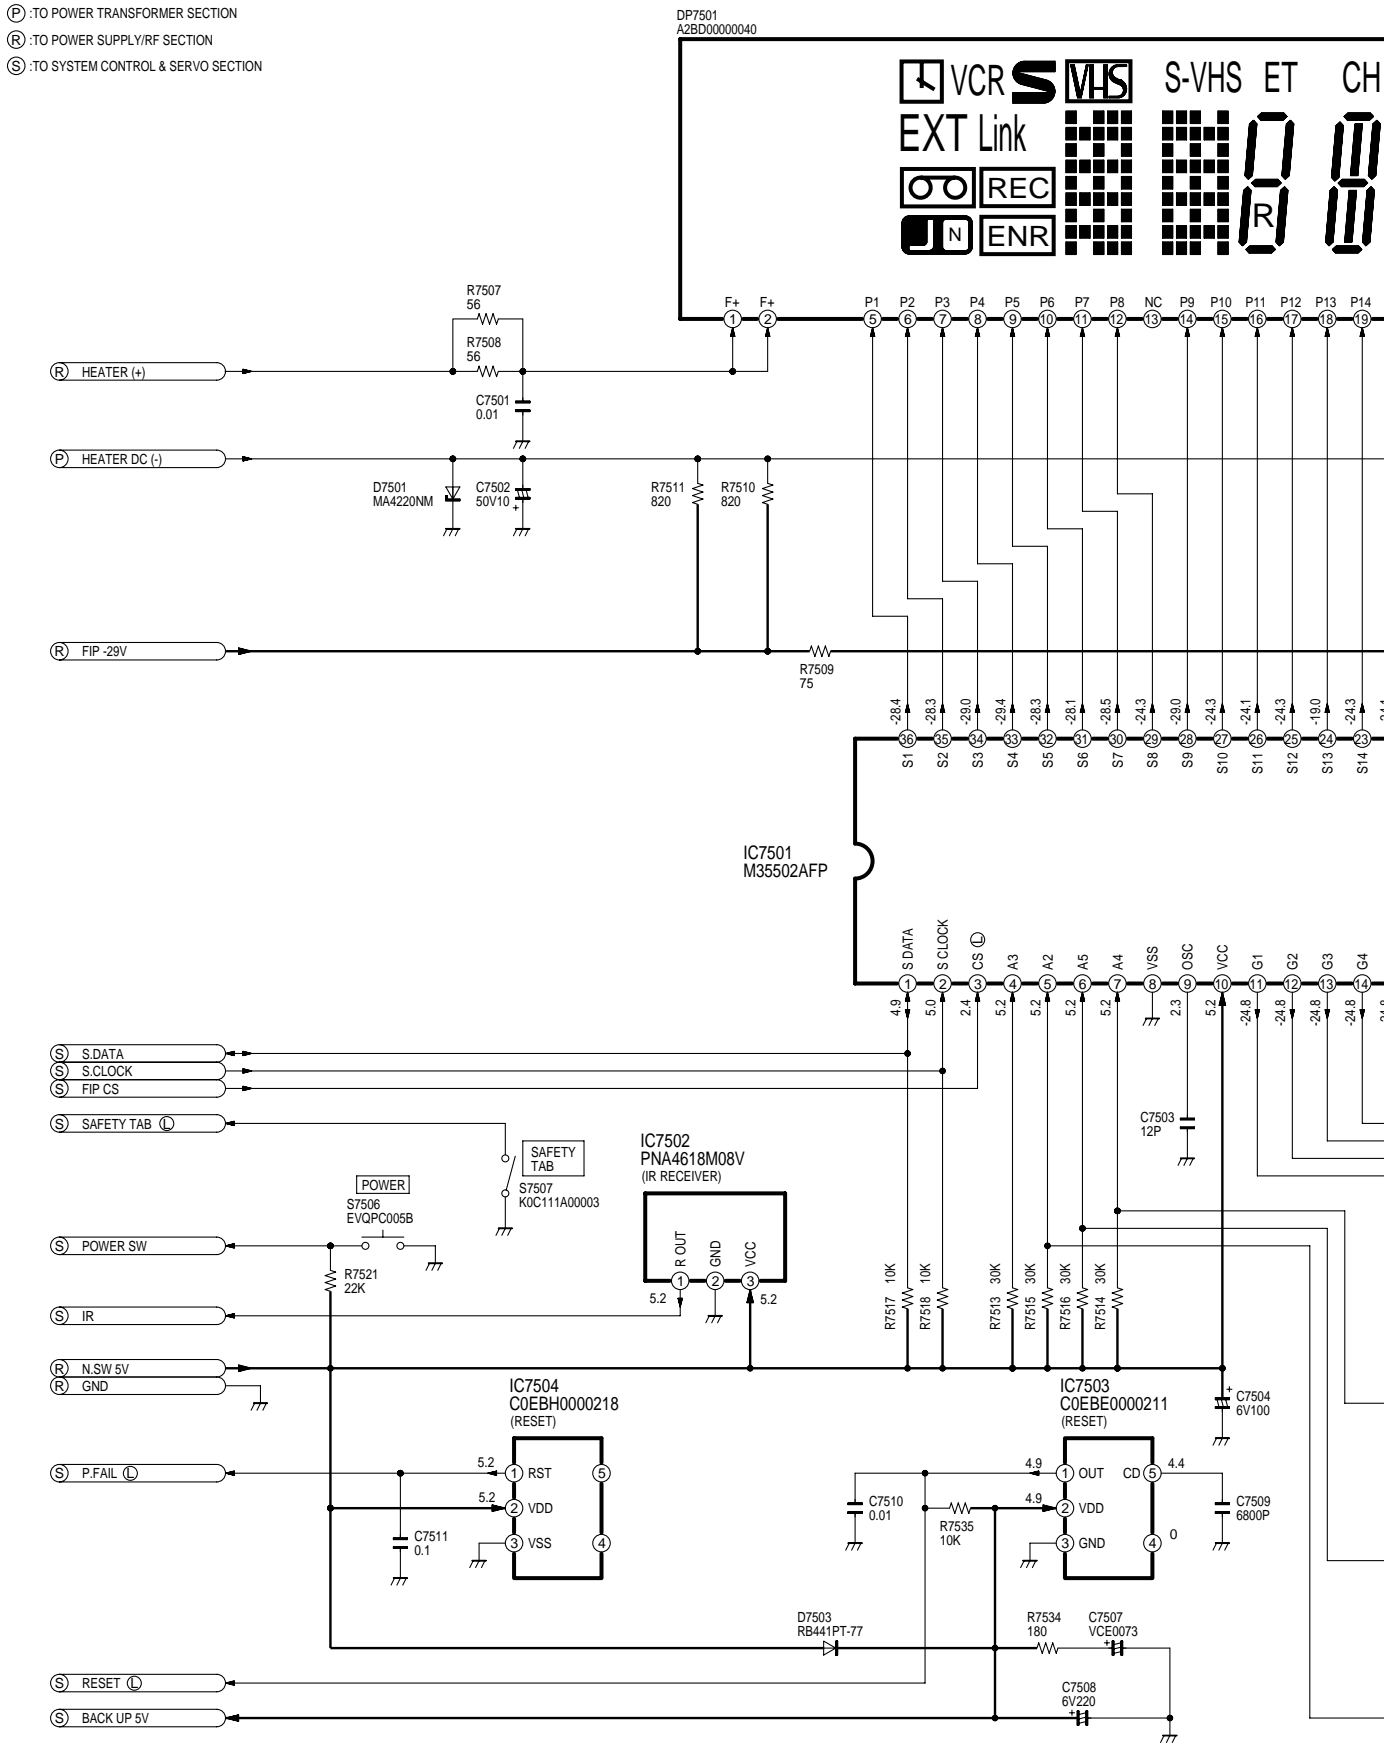 P :TO POWER TRANSFORMER SECTION
R :TO POWER SUPPLY/RF SECTION
S :TO SYSTEM CONTROL & SERVO SECTION
DP7501
A2BD00000040
VCR S VHS S-VHS ET CH
EXT Link
REC
R
N ENR
F+ F+ P1 P2 P3 P4 P5 P6 P7 P8 NC P9 P10 P11 P12 P13 P14
1 2 5 6 7 8 9 10 11 12 13 14 15 16 17 18 19
R7507
56
R7508
56
R HEATER (+)
C7501
0.01
P HEATER DC (-)
D7501
MA4220NM
C7502
50V10
+
R7511
820
R7510
820
R FIP -29V
R7509
75
-28.4 -28.3 -29.0 -29.4 -28.3 -28.1 -28.5 -24.3 -29.0 -24.3 -24.1 -24.3 -19.0 -24.3
36 35 34 33 32 31 30 29 28 27 26 25 24 23
S1 S2 S3 S4 S5 S6 S7 S8 S9 S10 S11 S12 S13 S14
IC7501
M35502AFP
S DATA S CLOCK CS L A3 A2 A5 A4 VSS OSC VCC G1 G2 G3 G4
1 2 3 4 5 6 7 8 9 10 11 12 13 14
4.9 5.0 2.4 5.2 5.2 5.2 5.2 2.3 5.2 -24.8 -24.8 -24.8 -24.8
S S.DATA
S S.CLOCK
S FIP CS
S SAFETY TAB L
C7503
12P
IC7502
PNA4618M08V
(IR RECEIVER)
SAFETY
TAB
S7507
K0C111A00003
POWER
S7506
EVQPC005B
S POWER SW
R OUT GND VCC
1 2 3
5.2 5.2
R7521
22K
R7517 10K R7518 10K R7513 30K R7515 30K R7516 30K R7514 30K
S IR
R N.SW 5V
R GND
IC7504
C0EBH0000218
(RESET)
IC7503
C0EBE0000211
(RESET)
+ C7504
6V100
S P.FAIL L
5.2 1 RST 5
5.2 2 VDD
3 VSS 4
C7511
0.1
C7510
0.01
R7535
10K
4.9 1 OUT CD 5 4.4
4.9 2 VDD
3 GND 4 0
C7509
6800P
D7503
RB441PT-77
R7534
180
C7507
VCE0073
+
S RESET L
C7508
6V220
+
S BACK UP 5V